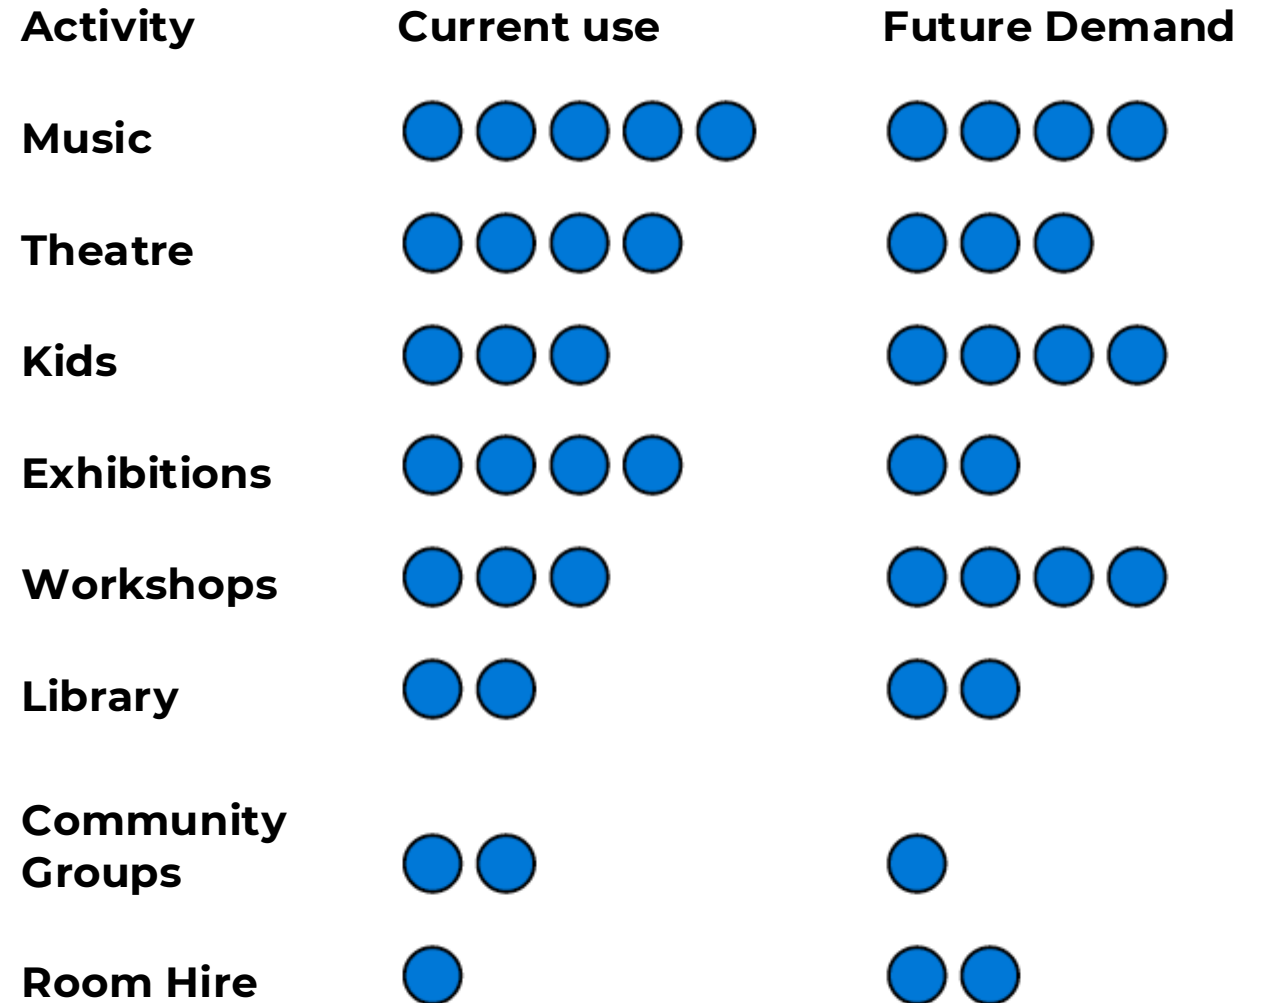 Activity Current use Future Demand
Music
Theatre
Kids
Exhibitions
Workshops
Library
Community
Groups
Room Hire